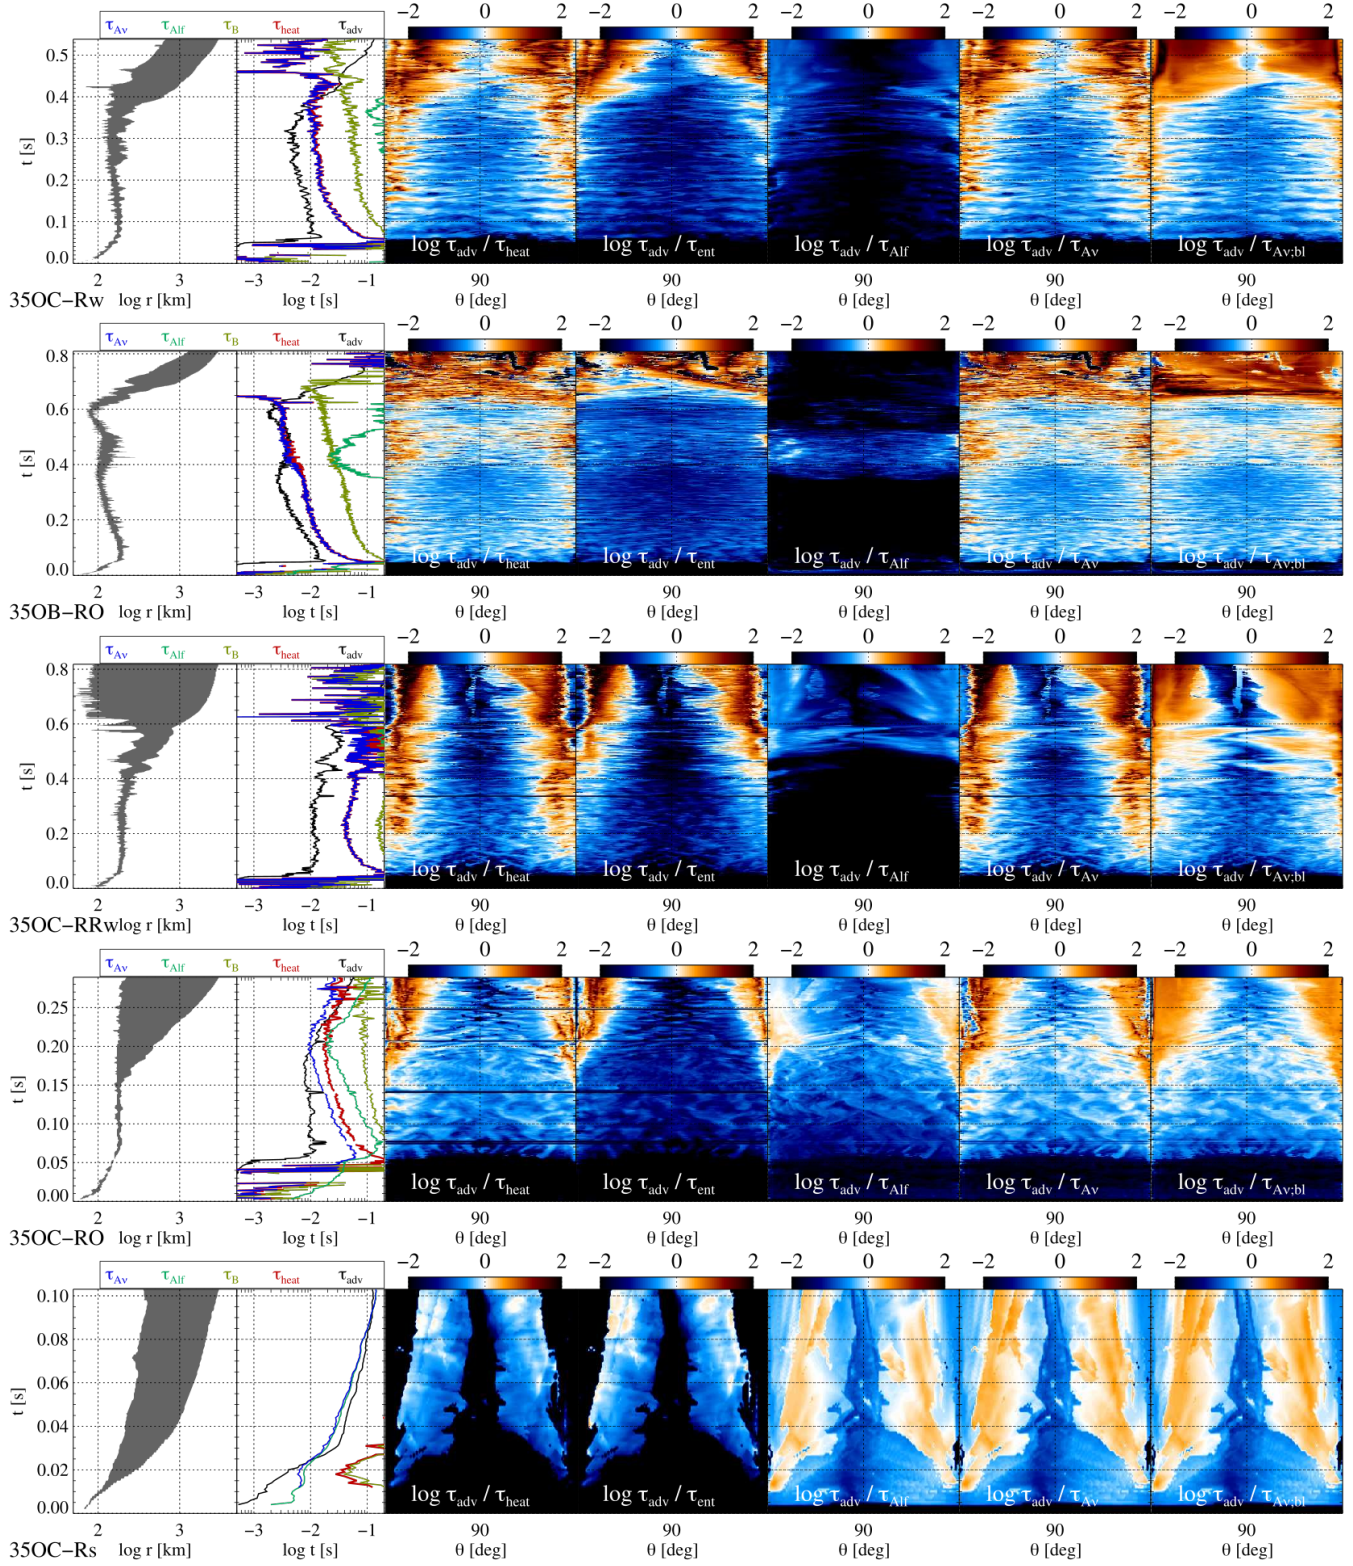 τAv τAlf τB τheat τadv
−2 0 2 −2 0 2 −2 0 2 −2 0 2 −2 0 2
t [s]
0.5
0.4
0.3
0.2
0.1
0.0
log τadv / τheat log τadv / τent log τadv / τAlf log τadv / τAv log τadv / τAv;bl
2 3 −3 −2 −1 90 90 90 90 90
35OC−Rw log r [km] log t [s] θ [deg] θ [deg] θ [deg] θ [deg] θ [deg]
τAv τAlf τB τheat τadv
−2 0 2 −2 0 2 −2 0 2 −2 0 2 −2 0 2
t [s]
0.8
0.6
0.4
0.2
0.0
log τadv / τheat log τadv / τent log τadv / τAlf log τadv / τAv log τadv / τAv;bl
2 3 −3 −2 −1 90 90 90 90 90
35OB−RO log r [km] log t [s] θ [deg] θ [deg] θ [deg] θ [deg] θ [deg]
τAv τAlf τB τheat τadv
−2 0 2 −2 0 2 −2 0 2 −2 0 2 −2 0 2
t [s]
0.8
0.6
0.4
0.2
0.0
log τadv / τheat log τadv / τent log τadv / τAlf log τadv / τAv log τadv / τAv;bl
2 3 −3 −2 −1 90 90 90 90 90
35OC−RRw log r [km] log t [s] θ [deg] θ [deg] θ [deg] θ [deg] θ [deg]
τAv τAlf τB τheat τadv
−2 0 2 −2 0 2 −2 0 2 −2 0 2 −2 0 2
t [s]
0.25
0.20
0.15
0.10
0.05
0.00
log τadv / τheat log τadv / τent log τadv / τAlf log τadv / τAv log τadv / τAv;bl
2 3 −3 −2 −1 90 90 90 90 90
35OC−RO log r [km] log t [s] θ [deg] θ [deg] θ [deg] θ [deg] θ [deg]
τAv τAlf τB τheat τadv
−2 0 2 −2 0 2 −2 0 2 −2 0 2 −2 0 2
t [s]
0.10
0.08
0.06
0.04
0.02
0.00
log τadv / τheat log τadv / τent log τadv / τAlf log τadv / τAv log τadv / τAv;bl
2 3 −3 −2 −1 90 90 90 90 90
35OC−Rs log r [km] log t [s] θ [deg] θ [deg] θ [deg] θ [deg] θ [deg]